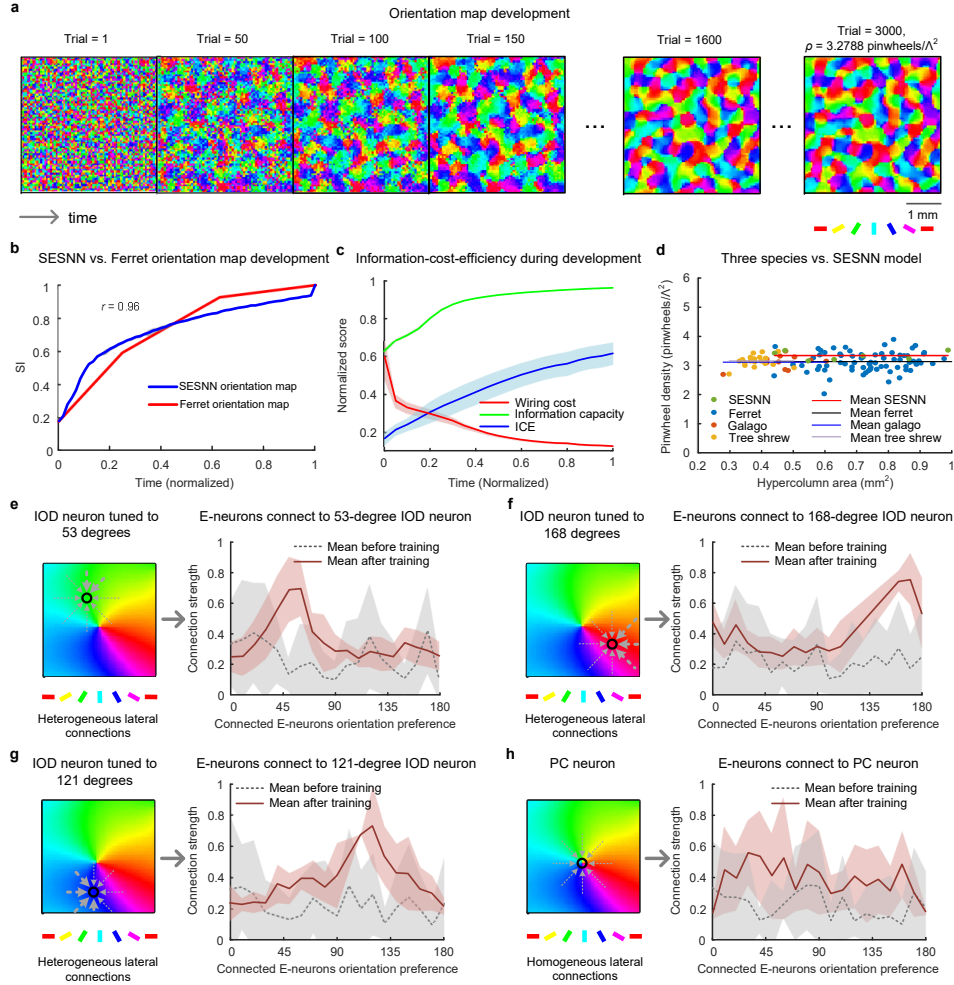 a
Orientation map development
Trial = 1
Trial = 50
Trial = 100
Trial = 150
Trial = 1600
Trial = 3000,
ρ = 3.2788 pinwheels/Λ²
...
...
time
1 mm
b
SESNN vs. Ferret orientation map development
r = 0.96
SI
1
0.8
0.6
0.4
0.2
0
SESNN orientation map
Ferret orientation map
0
0.2
0.4
0.6
0.8
1
Time (normalized)
c
Information-cost-efficiency during development
Normalized score
1
0.8
0.6
0.4
0.2
Wiring cost
Information capacity
ICE
0
0.2
0.4
0.6
0.8
1
Time (Normalized)
d
Three species vs. SESNN model
Pinwheel density (pinwheels/Λ²)
6
5
4
3
2
1
0
SESNN
Ferret
Galago
Tree shrew
Mean SESNN
Mean ferret
Mean galago
Mean tree shrew
0.2
0.3
0.4
0.5
0.6
0.7
0.8
0.9
1
Hypercolumn area (mm²)
e
IOD neuron tuned to
53 degrees
Heterogeneous lateral
connections
E-neurons connect to 53-degree IOD neuron
Mean before training
Mean after training
Connection strength
1
0.8
0.6
0.4
0.2
0
0
45
90
135
180
Connected E-neurons orientation preference
f
IOD neuron tuned to
168 degrees
Heterogeneous lateral
connections
E-neurons connect to 168-degree IOD neuron
Mean before training
Mean after training
Connection strength
1
0.8
0.6
0.4
0.2
0
0
45
90
135
180
Connected E-neurons orientation preference
g
IOD neuron tuned to
121 degrees
Heterogeneous lateral
connections
E-neurons connect to 121-degree IOD neuron
Mean before training
Mean after training
Connection strength
1
0.8
0.6
0.4
0.2
0
0
45
90
135
180
Connected E-neurons orientation preference
h
PC neuron
Homogeneous lateral
connections
E-neurons connect to PC neuron
Mean before training
Mean after training
Connection strength
1
0.8
0.6
0.4
0.2
0
0
45
90
135
180
Connected E-neurons orientation preference